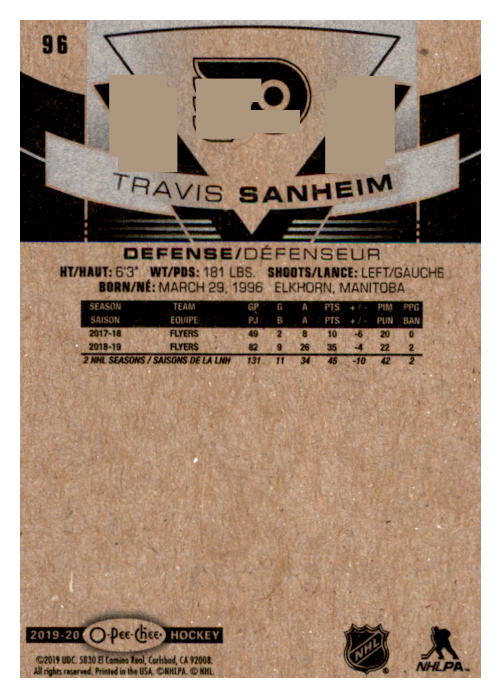 96
TRAVIS SANHEIM
DEFENSE/DÉFENSEUR
HT/HAUT: 6'3" WT/PDS: 181 LBS. SHOOTS/LANCE: LEFT/GAUCHE
BORN/NÉ: MARCH 29, 1996 ELKHORN, MANITOBA
SEASON TEAM GP G A PTS +/- PIM PPG
SAISON ÉQUIPE PJ B A PTS +/- PUN BAN
2017-18 FLYERS 49 2 8 10 -6 20 0
2018-19 FLYERS 82 9 26 35 -4 22 2
2 NHL SEASONS / SAISONS DE LA LNH 131 11 34 45 -10 42 2
2019-20 O-Pee-Chee HOCKEY
©2019 UDC. 5830 El Camino Real, Carlsbad, CA 92008.
All rights reserved. Printed in the USA. ©NHLPA. © NHL.
NHL
NHLPA